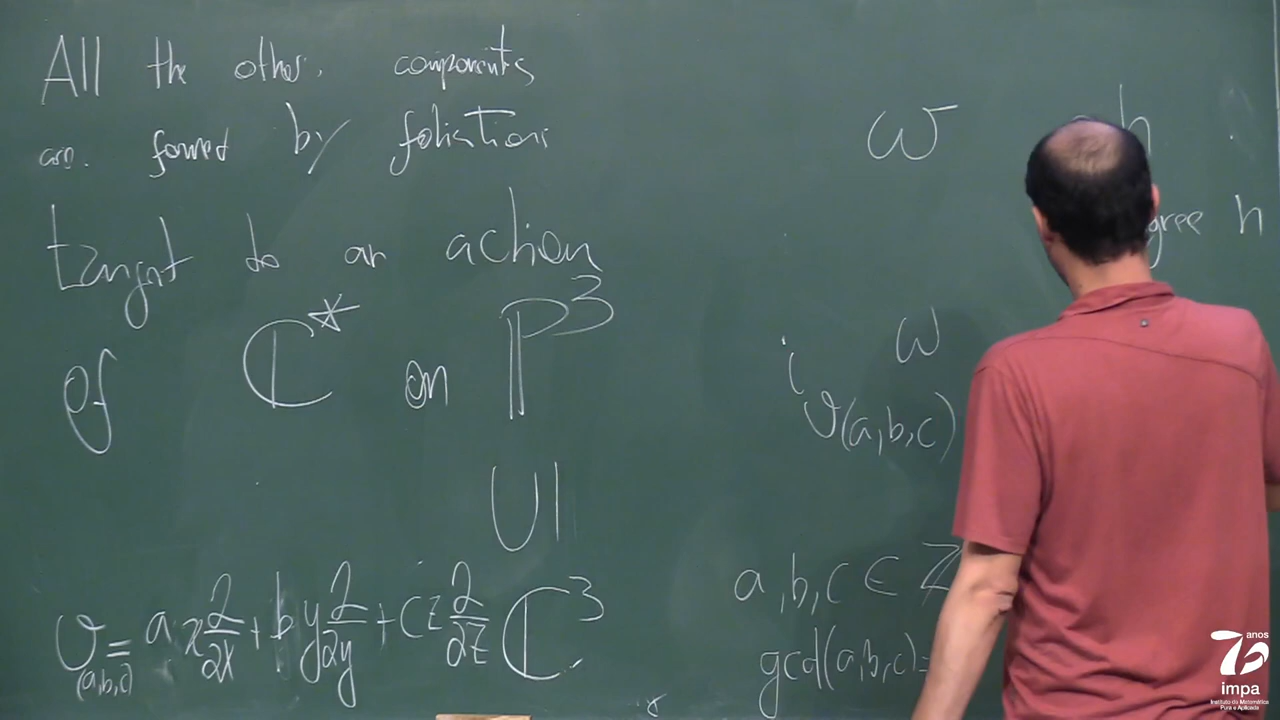 All the other components
are formed by foliations
tangent to an action
of ℂ* on ℙ³
∪|
v(a,b,c) = a x ∂/∂x + b y ∂/∂y + c z ∂/∂z ℂ³
ω h
gree h
i v(a,b,c) ω
a,b,c ∈ ℤ
gcd(a,b,c)=
75 anos
impa
Instituto de Matemática
Pura e Aplicada